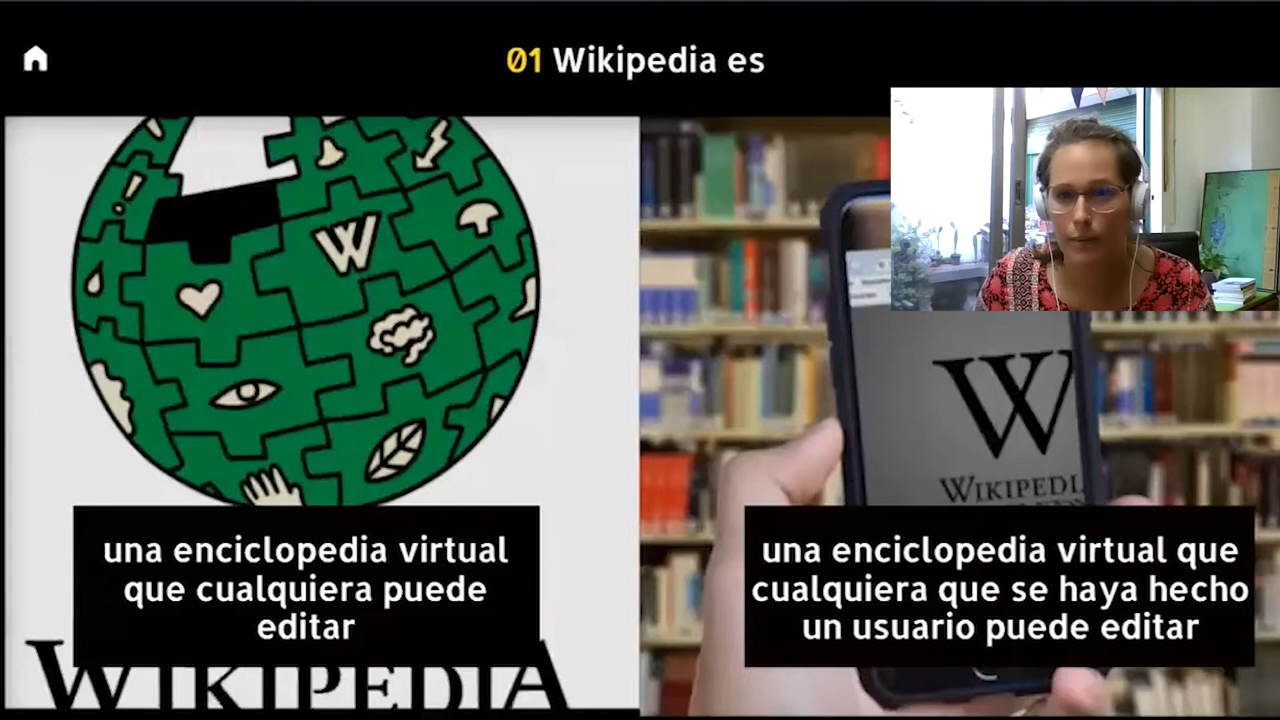 01 Wikipedia es
W
una enciclopedia virtual
que cualquiera puede
editar
WIKIPEDIA
W
WIKIPEDI
una enciclopedia virtual que
cualquiera que se haya hecho
un usuario puede editar